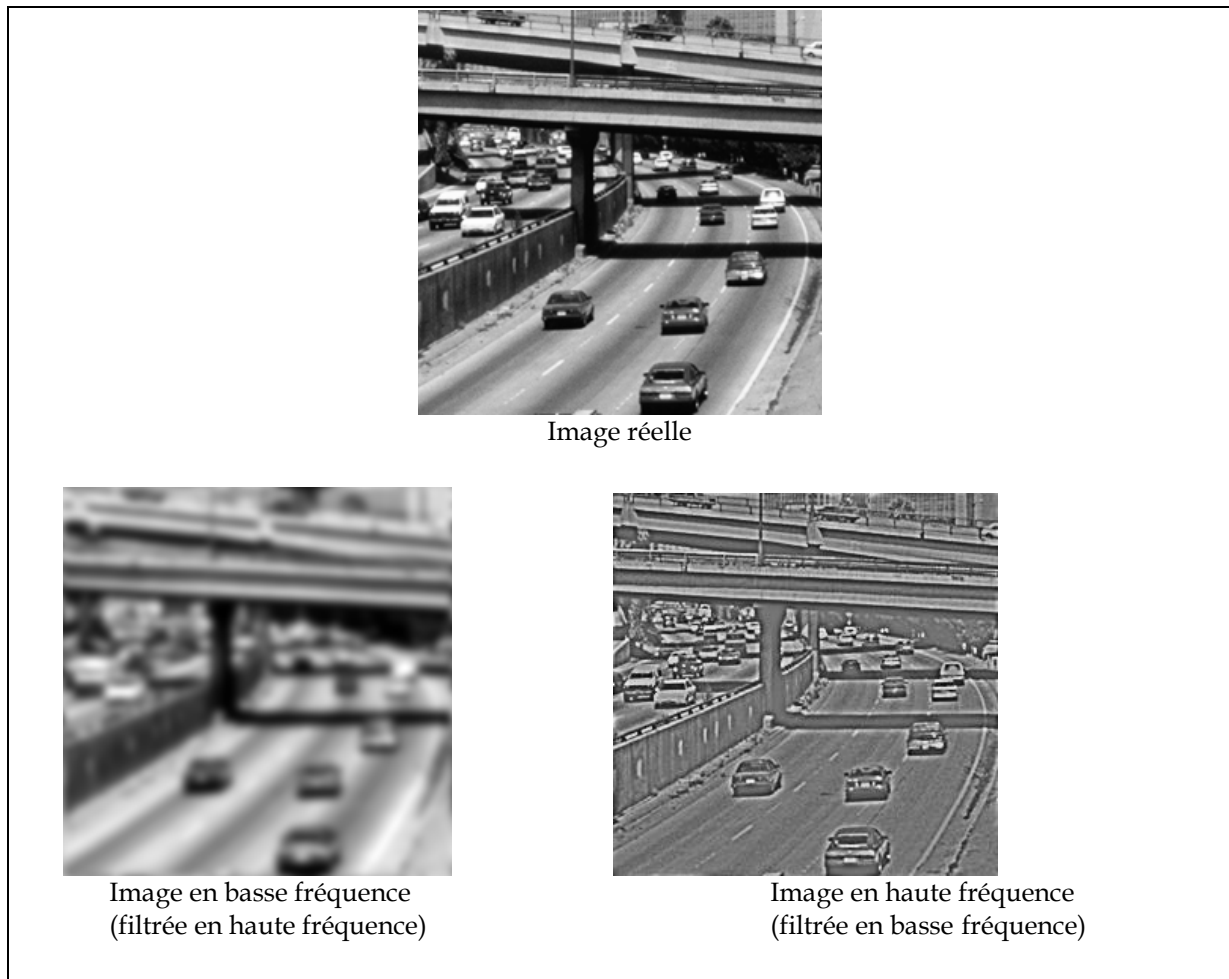 Image réelle
Image en basse fréquence
(filtrée en haute fréquence)
Image en haute fréquence
(filtrée en basse fréquence)